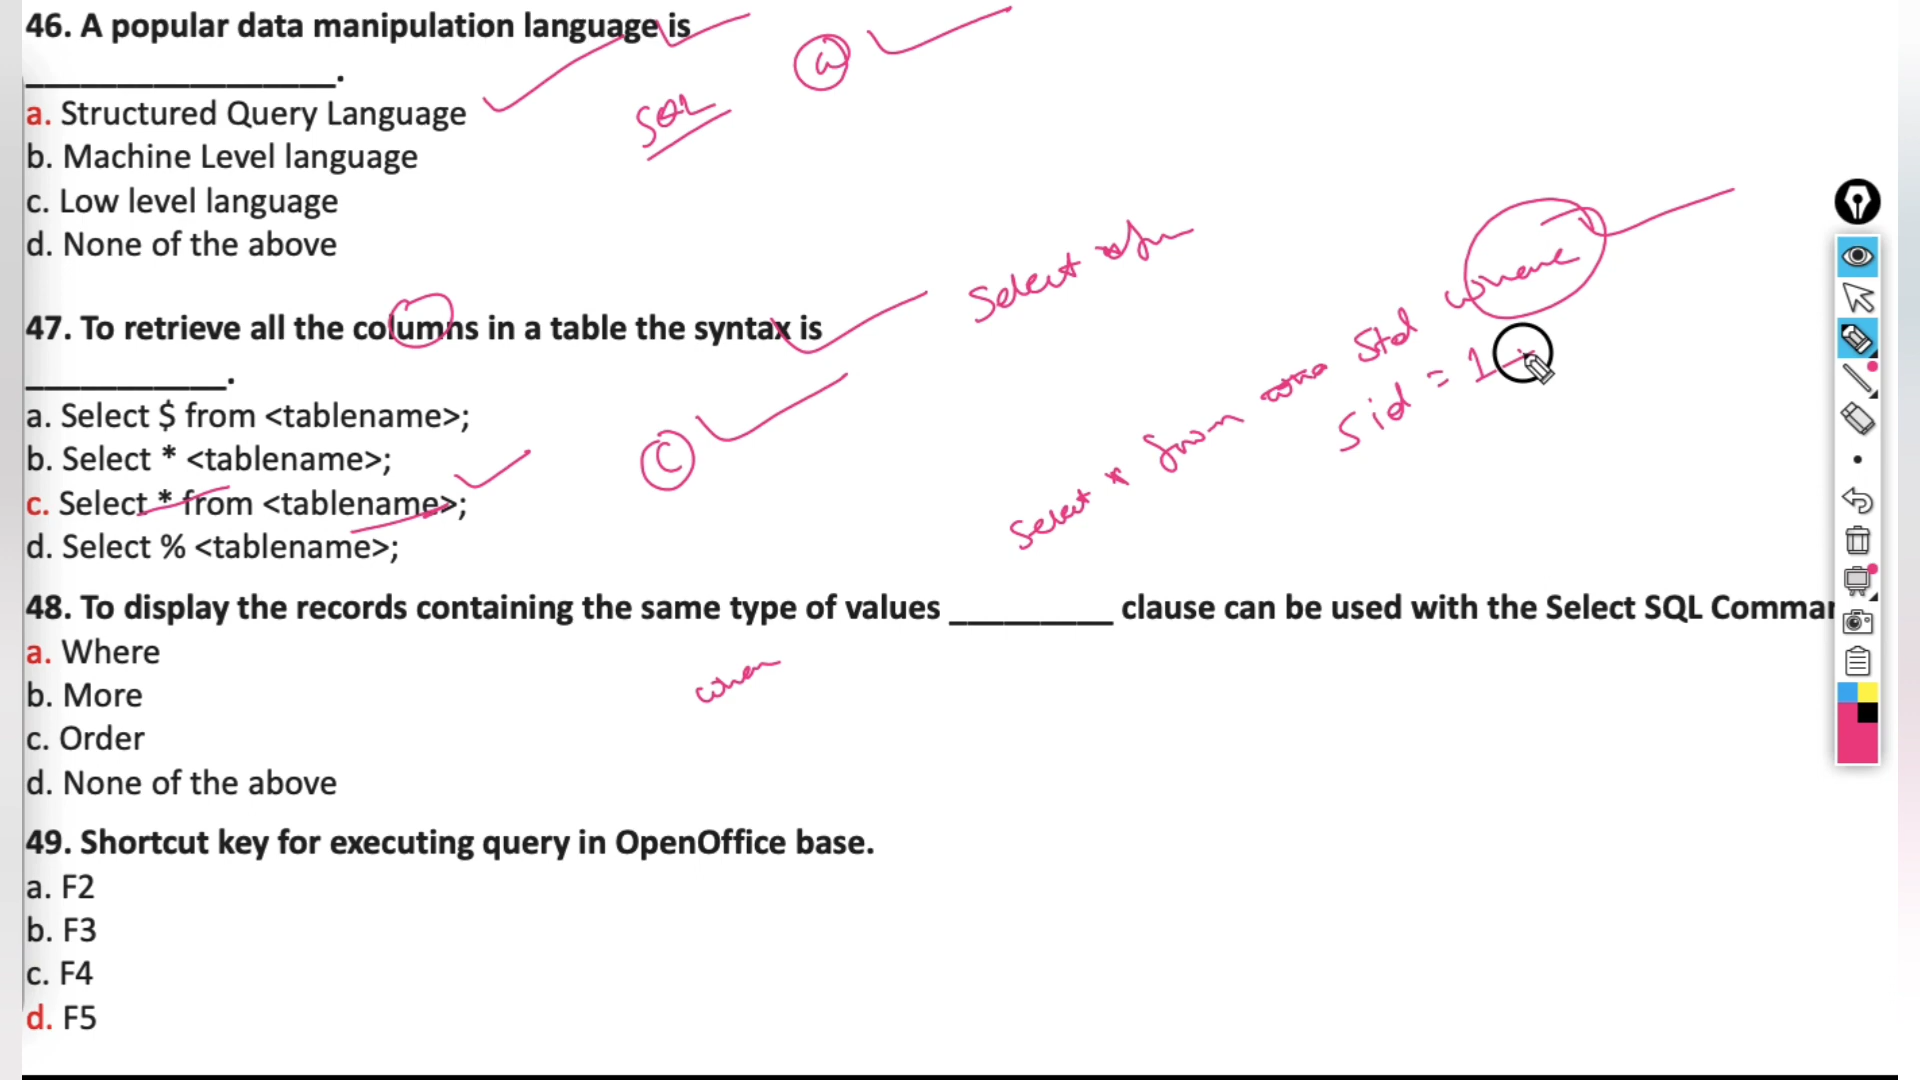 46. A popular data manipulation language is
_________________.
a. Structured Query Language
b. Machine Level language
c. Low level language
d. None of the above
a
SQL
47. To retrieve all the columns in a table the syntax is
___________.
a. Select $ from <tablename>;
b. Select * <tablename>;
c. Select * from <tablename>;
d. Select % <tablename>;
C
Select
Select * from Std where
Sid = 1
48. To display the records containing the same type of values _________ clause can be used with the Select SQL Comma
a. Where
b. More
c. Order
d. None of the above
49. Shortcut key for executing query in OpenOffice base.
a. F2
b. F3
c. F4
d. F5